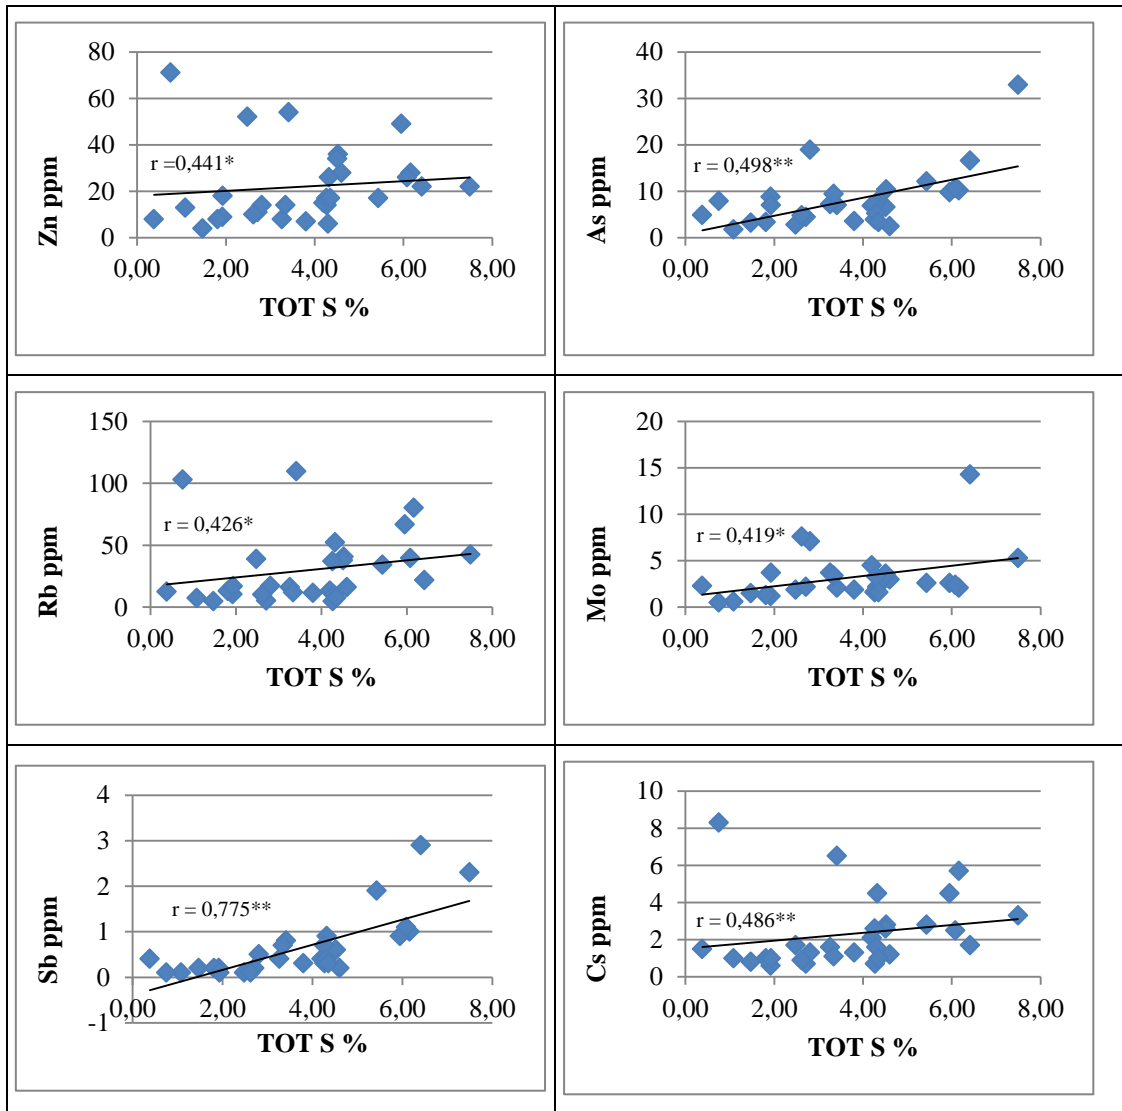 80
60
40
20
0
0,00 2,00 4,00 6,00 8,00
Zn ppm
TOT S %
r =0,441*
40
30
20
10
0
0,00 2,00 4,00 6,00 8,00
As ppm
TOT S %
r = 0,498**
150
100
50
0
0,00 2,00 4,00 6,00 8,00
Rb ppm
TOT S %
r = 0,426*
20
15
10
5
0
0,00 2,00 4,00 6,00 8,00
Mo ppm
TOT S %
r = 0,419*
4
3
2
1
0
-1
0,00 2,00 4,00 6,00 8,00
Sb ppm
TOT S %
r = 0,775**
10
8
6
4
2
0
0,00 2,00 4,00 6,00 8,00
Cs ppm
TOT S %
r = 0,486**